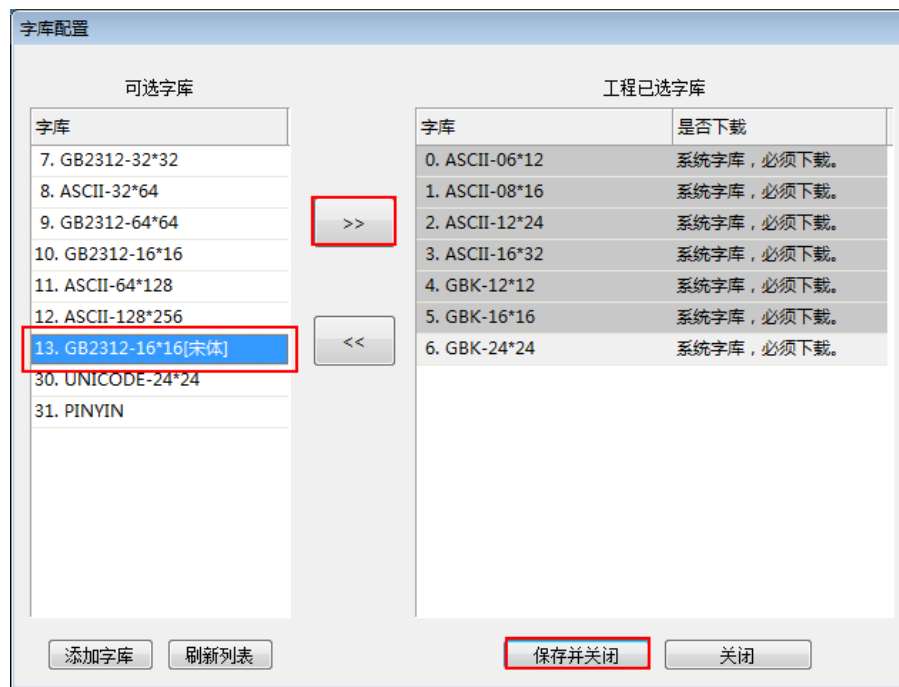 字库配置
可选字库
工程已选字库
字库
7. GB2312-32*32
8. ASCII-32*64
9. GB2312-64*64
10. GB2312-16*16
11. ASCII-64*128
12. ASCII-128*256
13. GB2312-16*16[宋体]
30. UNICODE-24*24
31. PINYIN
>>
<<
字库 是否下载
0. ASCII-06*12 系统字库，必须下载。
1. ASCII-08*16 系统字库，必须下载。
2. ASCII-12*24 系统字库，必须下载。
3. ASCII-16*32 系统字库，必须下载。
4. GBK-12*12 系统字库，必须下载。
5. GBK-16*16 系统字库，必须下载。
6. GBK-24*24 系统字库，必须下载。
添加字库 刷新列表 保存并关闭 关闭